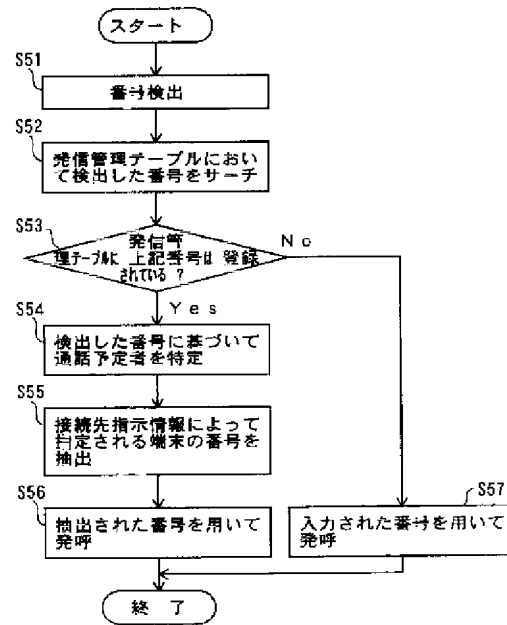 スタート
S51
番号検出
S52
発信管理テーブルにおい
て検出した番号をサーチ
S53
発信管
理テーブルに 上記番号は 登録
されている ?
No
Yes
S54
検出した番号に基づいて
通話予定者を特定
S55
接続先指示情報によって
指定される端末の番号を
抽出
S56
抽出された番号を用いて
発呼
S57
入力された番号を用いて
発呼
終 了